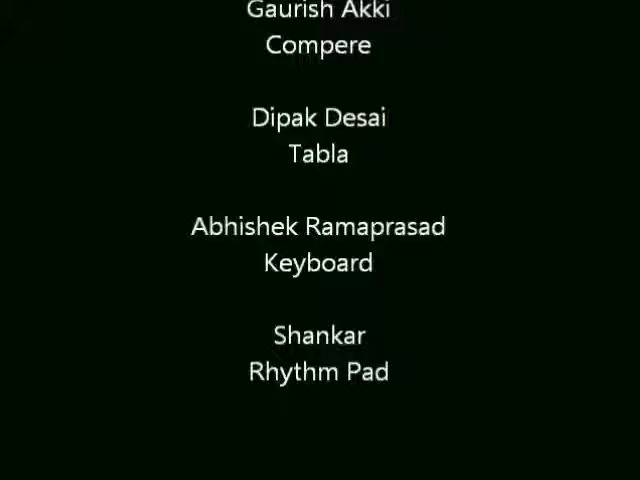 Gaurish Akki
Compere
Dipak Desai
Tabla
Abhishek Ramaprasad
Keyboard
Shankar
Rhythm Pad